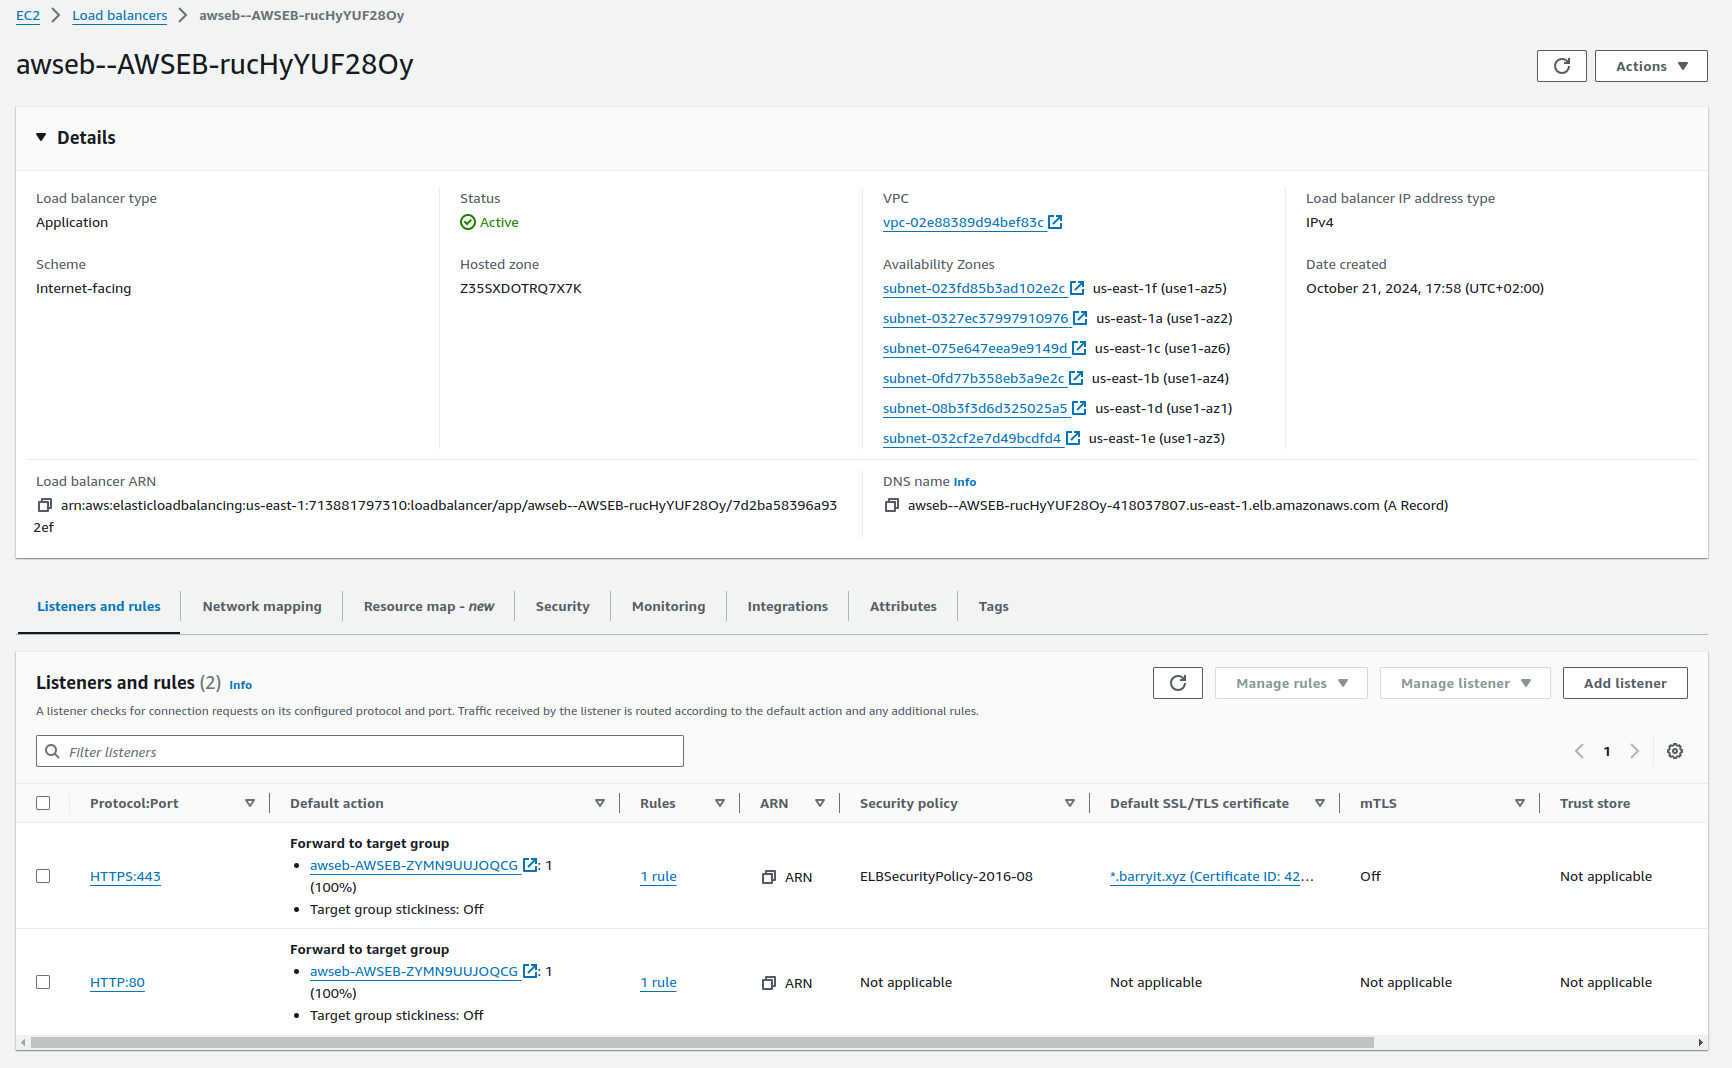 EC2 > Load balancers > awseb--AWSEB-rucHyYUF28Oy
awseb--AWSEB-rucHyYUF28Oy
Actions
Details
Load balancer type
Application
Status
Active
VPC
vpc-02e88389d94bef83c
Load balancer IP address type
IPv4
Scheme
Internet-facing
Hosted zone
Z35SXDOTRQ7X7K
Availability Zones
subnet-023fd85b3ad102e2c us-east-1f (use1-az5)
subnet-0327ec37997910976 us-east-1a (use1-az2)
subnet-075e647eea9e9149d us-east-1c (use1-az6)
subnet-0fd77b358eb3a9e2c us-east-1b (use1-az4)
subnet-08b3f3d6d325025a5 us-east-1d (use1-az1)
subnet-032cf2e7d49bcdfd4 us-east-1e (use1-az3)
Date created
October 21, 2024, 17:58 (UTC+02:00)
Load balancer ARN
arn:aws:elasticloadbalancing:us-east-1:713881797310:loadbalancer/app/awseb--AWSEB-rucHyYUF28Oy/7d2ba58396a93
2ef
DNS name Info
awseb--AWSEB-rucHyYUF28Oy-418037807.us-east-1.elb.amazonaws.com (A Record)
Listeners and rules Network mapping Resource map - new Security Monitoring Integrations Attributes Tags
Listeners and rules (2) Info
Manage rules Manage listener Add listener
A listener checks for connection requests on its configured protocol and port. Traffic received by the listener is routed according to the default action and any additional rules.
Filter listeners
1
Protocol:Port Default action Rules ARN Security policy Default SSL/TLS certificate mTLS Trust store
HTTPS:443
Forward to target group
• awseb-AWSEB-ZYMN9UUJOQCG : 1
(100%)
• Target group stickiness: Off
1 rule
ARN
ELBSecurityPolicy-2016-08
*.barryit.xyz (Certificate ID: 42...
Off
Not applicable
HTTP:80
Forward to target group
• awseb-AWSEB-ZYMN9UUJOQCG : 1
(100%)
• Target group stickiness: Off
1 rule
ARN
Not applicable
Not applicable
Not applicable
Not applicable